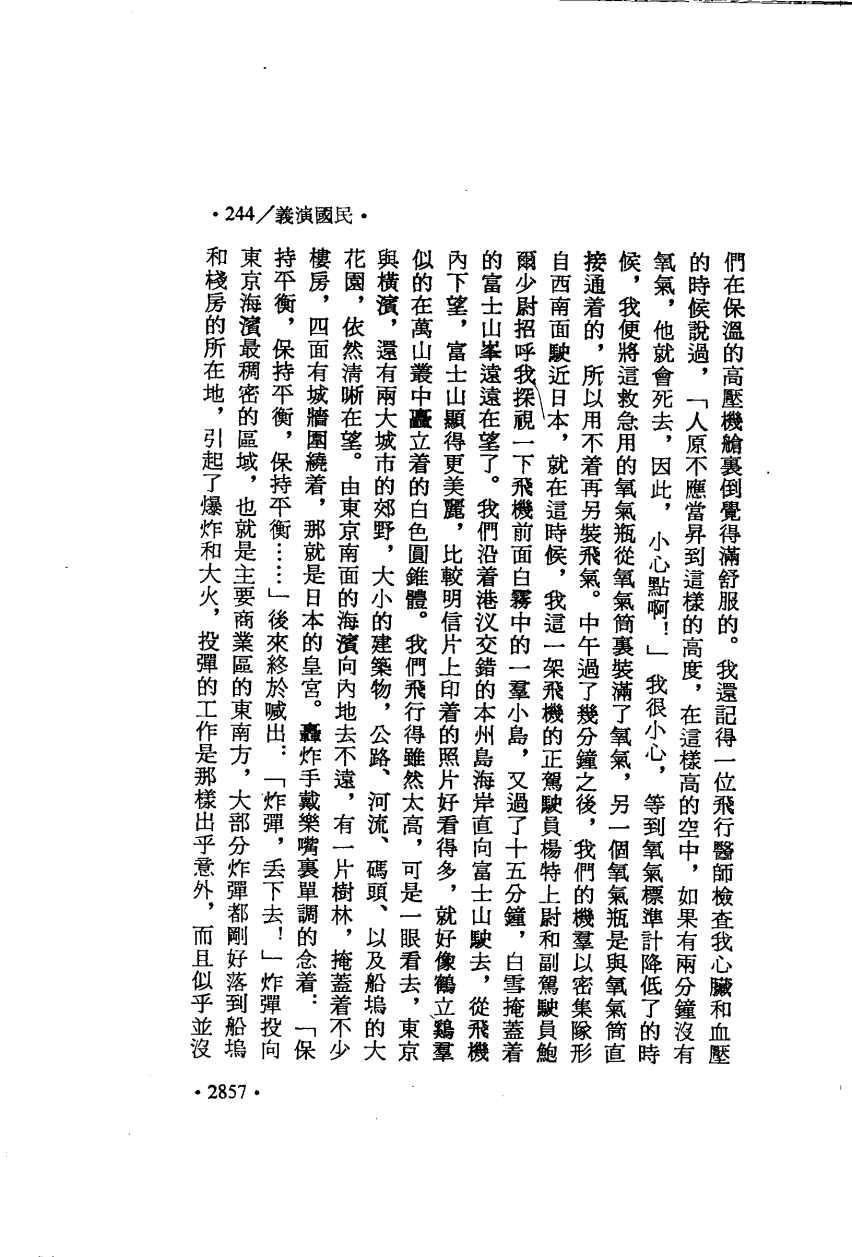 •244／義演國民•
們在保溫的高壓機艙裏倒覺得滿舒服的。我還記得一位飛行醫師檢查我心臟和血壓
的時候說過，「人原不應當昇到這樣的高度，在這樣高的空中，如果有兩分鐘沒有
氧氣，他就會死去，因此，小心點啊！」我很小心，等到氧氣標準計降低了的時
候，我便將這救急用的氧氣瓶從氧氣筒裏裝滿了氧氣，另一個氧氣瓶是與氧氣筒直
接通着的，所以用不着再另裝飛氣。中午過了幾分鐘之後，我們的機羣以密集隊形
自西南面駛近日本，就在這時候，我這一架飛機的正駕駛員楊特上尉和副駕駛員鮑
爾少尉招呼我探視一下飛機前面白霧中的一羣小島，又過了十五分鐘，白雪掩蓋着
的富士山峯遠遠在望了。我們沿着港汊交錯的本州島海岸直向富士山駛去，從飛機
內下望，富士山顯得更美麗，比較明信片上印着的照片好看得多，就好像鶴立鷄羣
似的在萬山叢中矗立着的白色圓錐體。我們飛行得雖然太高，可是一眼看去，東京
與橫濱，還有兩大城市的郊野，大小的建築物，公路、河流、碼頭、以及船塢的大
花園，依然清晰在望。由東京南面的海濱向內地去不遠，有一片樹林，掩蓋着不少
樓房，四面有城牆圍繞着，那就是日本的皇宮。轟炸手戴樂嘴裏單調的念着：「保
持平衡，保持平衡，保持平衡……」後來終於喊出：「炸彈，丢下去！」炸彈投向
東京海濱最稠密的區域，也就是主要商業區的東南方，大部分炸彈都剛好落到船塢
和棧房的所在地，引起了爆炸和大火，投彈的工作是那樣出乎意外，而且似乎並沒
•2857•